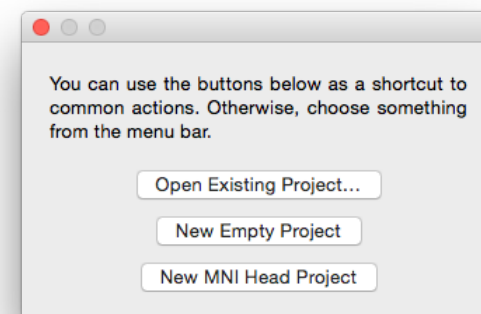 You can use the buttons below as a shortcut to
common actions. Otherwise, choose something
from the menu bar.
Open Existing Project...
New Empty Project
New MNI Head Project